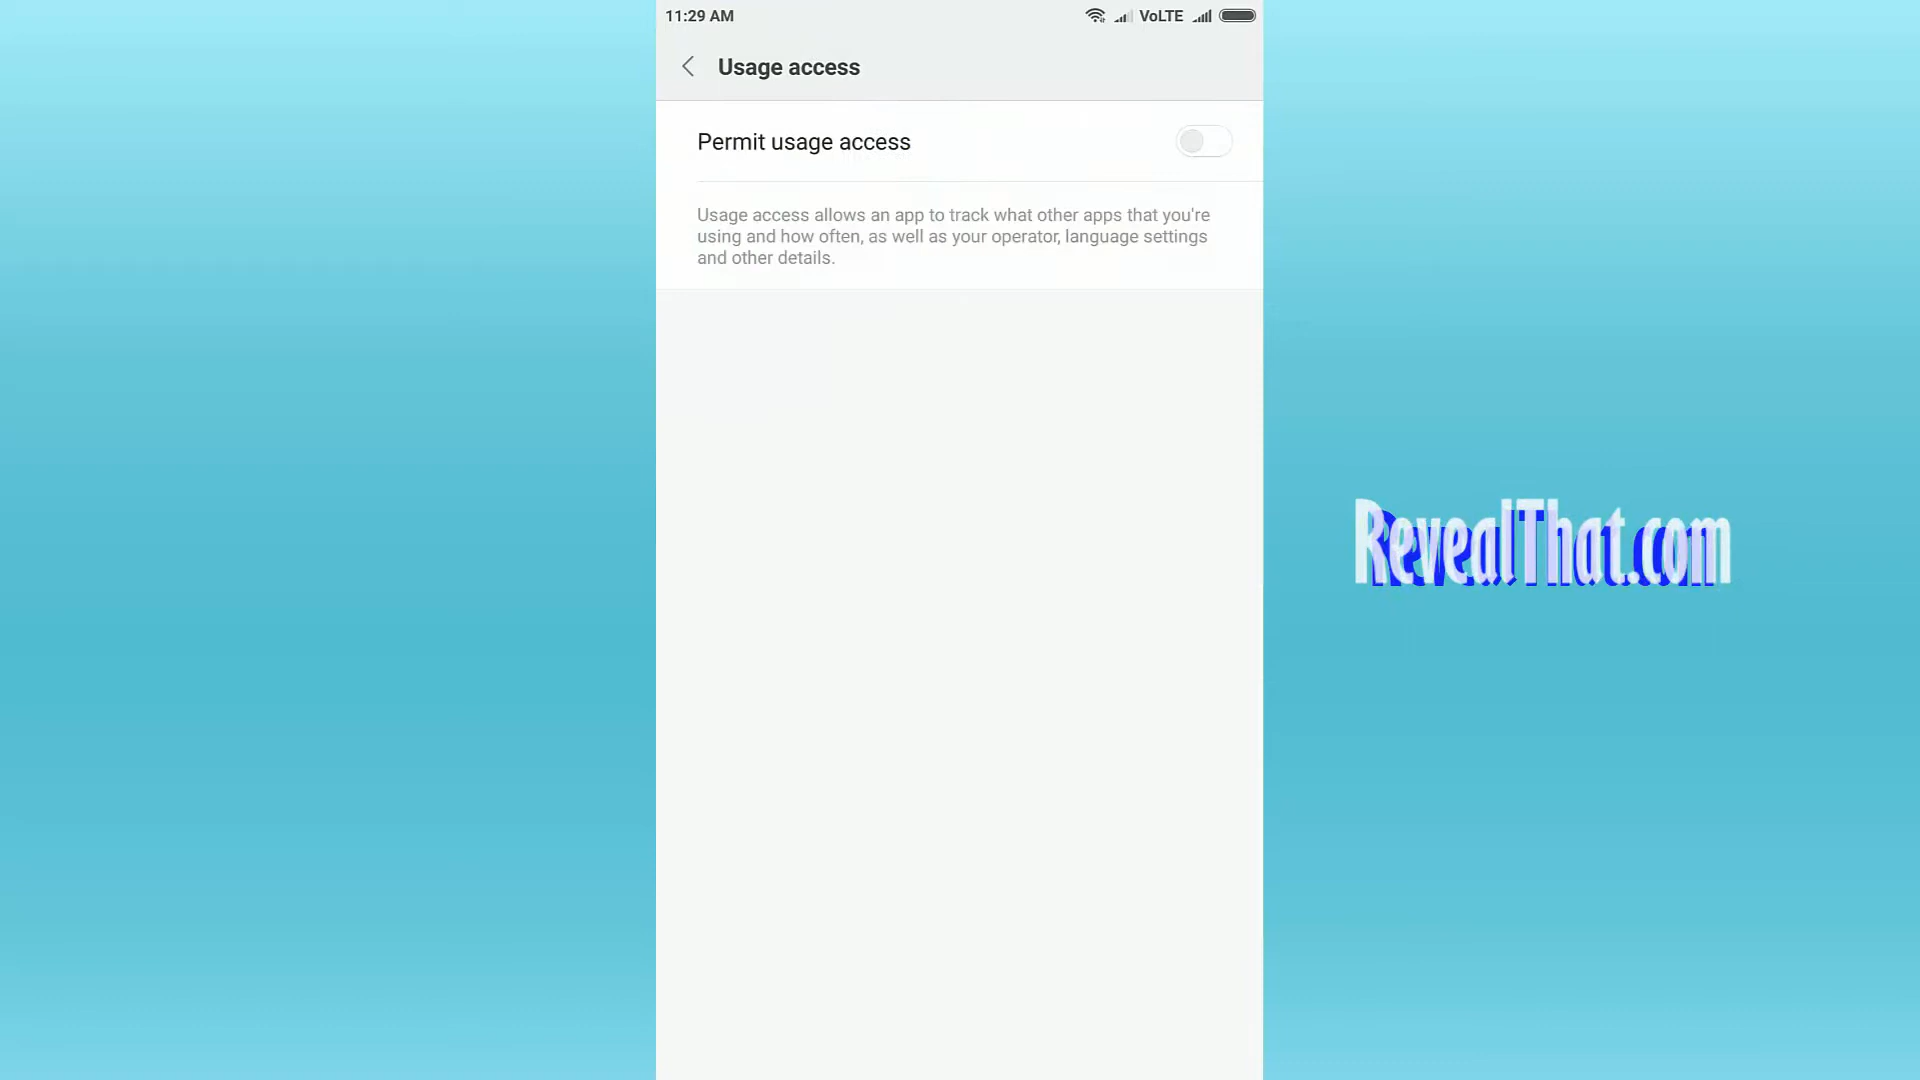 11:29 AM
VoLTE
Usage access
Permit usage access
Usage access allows an app to track what other apps that you're
using and how often, as well as your operator, language settings
and other details.
RevealThat.com